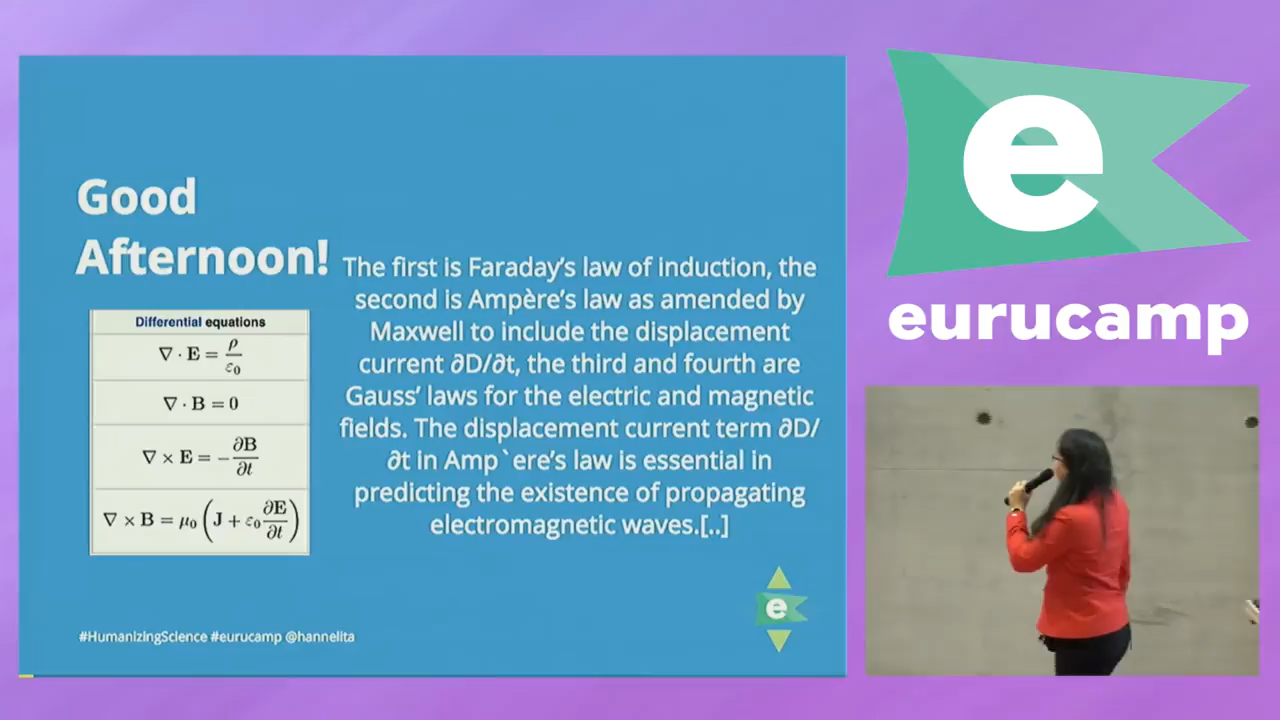 Good
Afternoon!
The first is Faraday's law of induction, the
second is Ampère's law as amended by
Maxwell to include the displacement
current ∂D/∂t, the third and fourth are
Gauss' laws for the electric and magnetic
fields. The displacement current term ∂D/
∂t in Amp`ere's law is essential in
predicting the existence of propagating
electromagnetic waves.[..]
Differential equations
∇ · E = ρ/ε₀
∇ · B = 0
∇ × E = −∂B/∂t
∇ × B = μ₀(J + ε₀ ∂E/∂t)
e
#HumanizingScience #eurucamp @hannelita
e
eurucamp